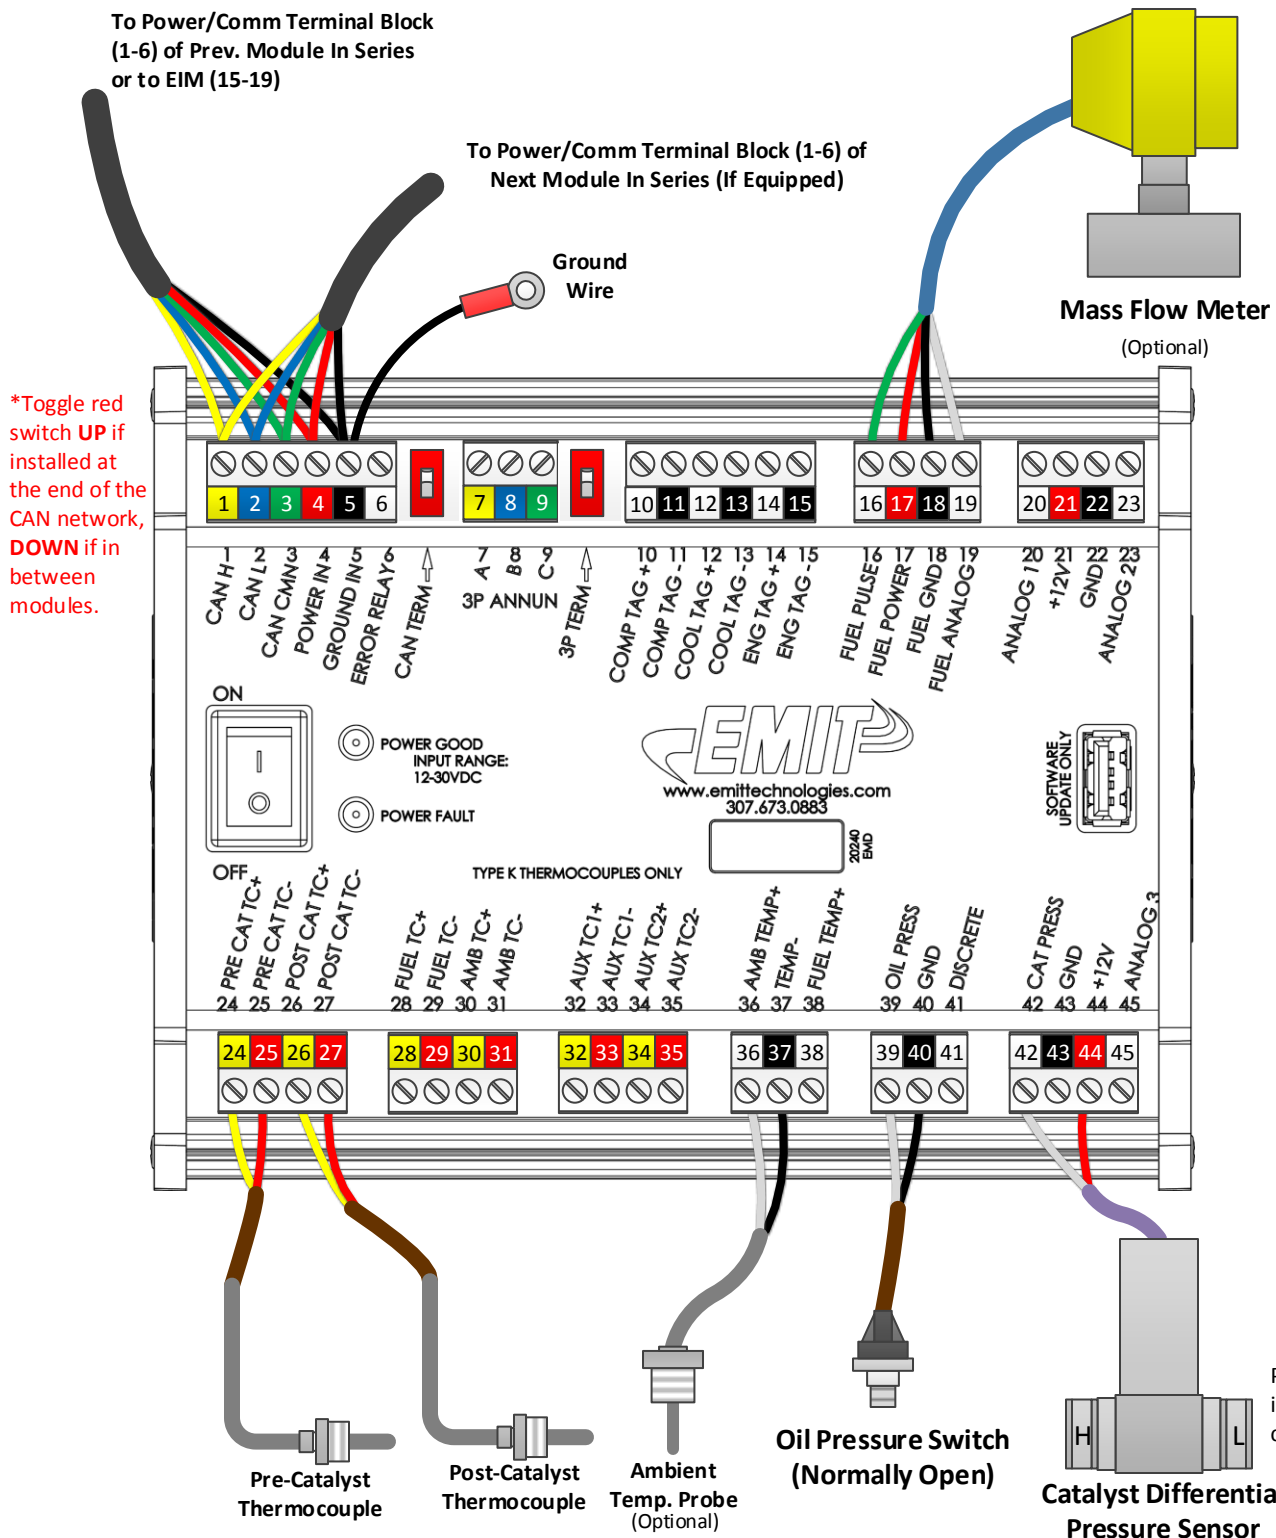 To Power/Comm Terminal Block
(1-6) of Prev. Module In Series
or to EIM (15-19)
To Power/Comm Terminal Block (1-6) of
Next Module In Series (If Equipped)
Ground
Wire
Mass Flow Meter
(Optional)
*Toggle red
switch UP if
installed at
the end of the
CAN network,
DOWN if in
between
modules.
1 2 3 4 5 6
7 8 9
10 11 12 13 14 15
16 17 18 19
20 21 22 23
CAN H 1
CAN L 2
CAN CMN 3
POWER IN 4
GROUND IN 5
ERROR RELAY 6
CAN TERM
A 7
B 8
C 9
3P ANNUN
3P TERM
COMP TAG + 10
COMP TAG - 11
COOL TAG + 12
COOL TAG - 13
ENG TAG + 14
ENG TAG - 15
FUEL PULSE 16
FUEL POWER 17
FUEL GND 18
FUEL ANALOG 19
ANALOG 1 20
+12V 21
GND 22
ANALOG 2 23
ON
OFF
POWER GOOD
INPUT RANGE:
12-30VDC
POWER FAULT
EMIT
www.emittechnologies.com
307.673.0883
20240
EMD
SOFTWARE
UPDATE ONLY
TYPE K THERMOCOUPLES ONLY
PRE CAT TC+ 24
PRE CAT TC- 25
POST CAT TC+ 26
POST CAT TC- 27
FUEL TC+ 28
FUEL TC- 29
AMB TC+ 30
AMB TC- 31
AUX TC1+ 32
AUX TC1- 33
AUX TC2+ 34
AUX TC2- 35
AMB TEMP+ 36
TEMP- 37
FUEL TEMP+ 38
OIL PRESS 39
GND 40
DISCRETE 41
CAT PRESS 42
GND 43
+12V 44
ANALOG 3 45
24 25 26 27
28 29 30 31
32 33 34 35
36 37 38
39 40 41
42 43 44 45
Pre-Catalyst
Thermocouple
Post-Catalyst
Thermocouple
Ambient
Temp. Probe
(Optional)
Oil Pressure Switch
(Normally Open)
H
L
Catalyst Differentia
Pressure Sensor